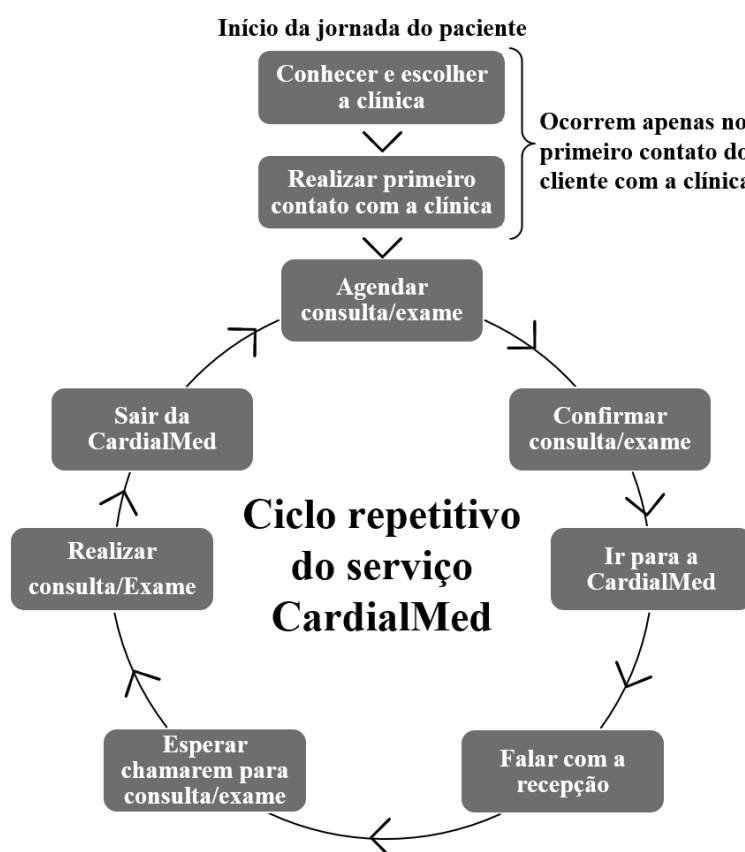 Início da jornada do paciente
Conhecer e escolher
a clínica
Ocorrem apenas no
primeiro contato do
cliente com a clínica
Realizar primeiro
contato com a clínica
Agendar
consulta/exame
Sair da
CardialMed
Confirmar
consulta/exame
Ciclo repetitivo
do serviço
CardialMed
Realizar
consulta/Exame
Ir para a
CardialMed
Esperar
chamarem para
consulta/exame
Falar com a
recepção